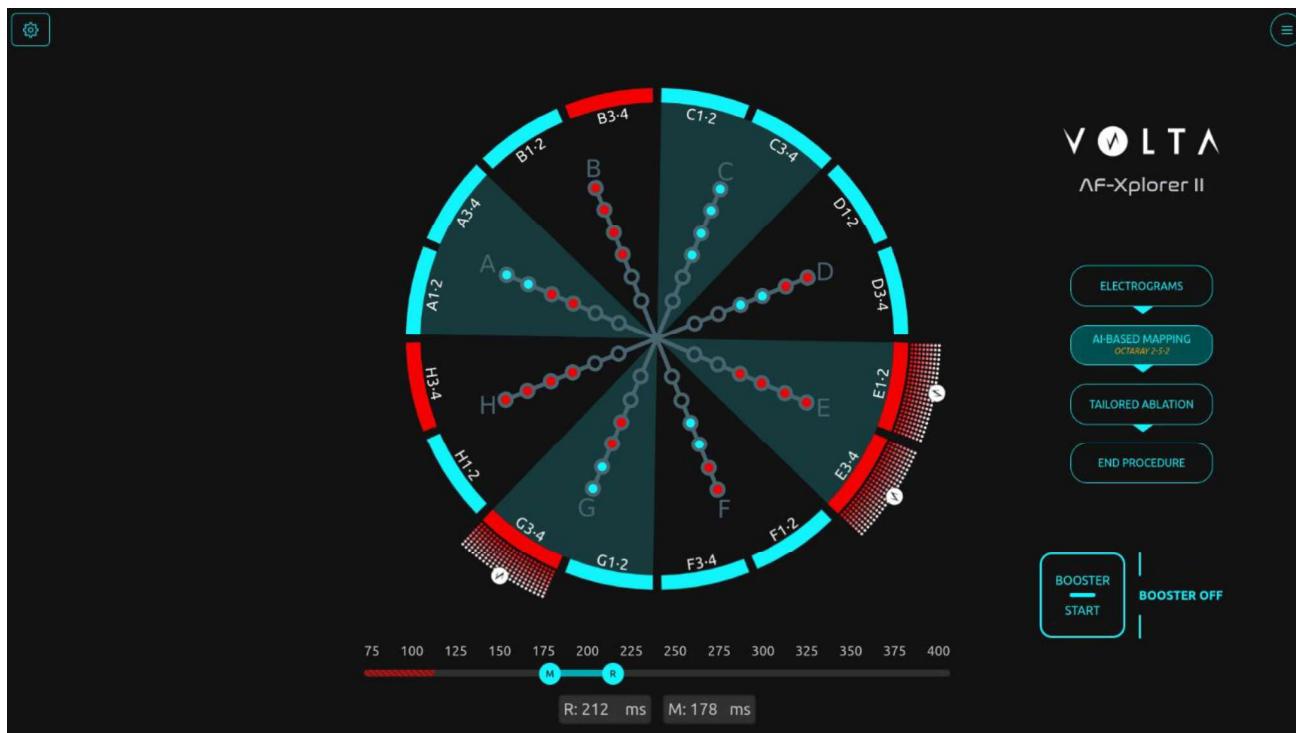 B3·4
C1·2
B1·2
C3·4
A3·4
D1·2
A1·2
D3·4
H3·4
E1·2
H1·2
E3·4
G3·4
F1·2
G1·2
F3·4
B
C
A
D
H
E
G
F
VOLTA
AF-Xplorer II
ELECTROGRAMS
AI-BASED MAPPING
OCTARAY 2-5-2
TAILORED ABLATION
END PROCEDURE
BOOSTER
START
BOOSTER OFF
75 100 125 150 175 200 225 250 275 300 325 350 375 400
M R
R: 212 ms M: 178 ms